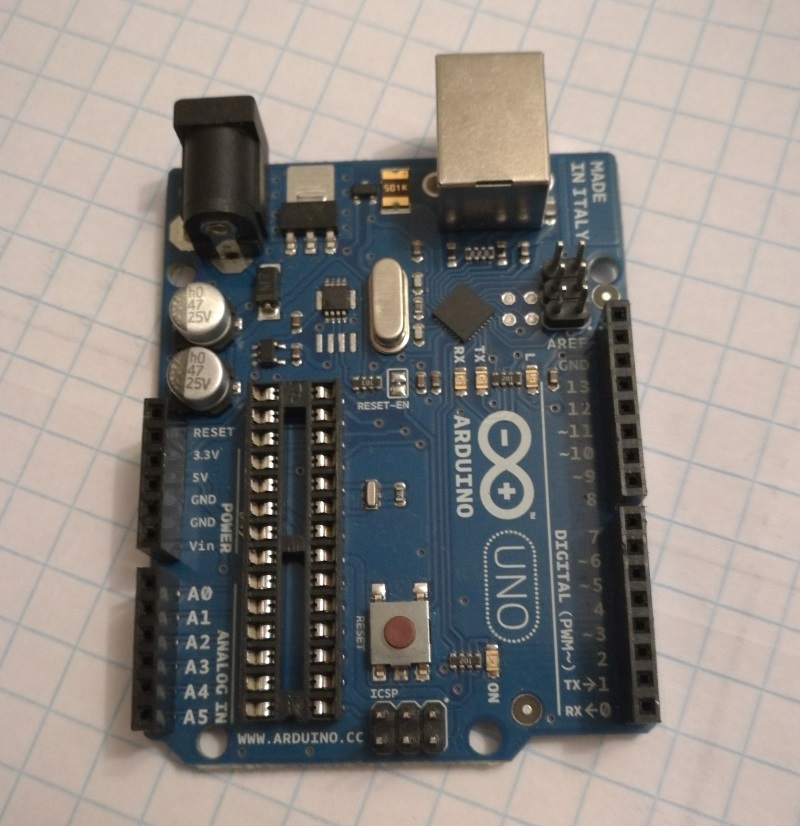 MADE
IN ITALY
501K
h0
47
25V
h0
47
25V
RX
TX
L
RESET-EN
AREF
GND
13
12
~11
~10
~9
8
7
~6
~5
4
~3
2
TX→1
RX←0
DIGITAL (PWM~)
ARDUINO
UNO
RESET
3.3V
5V
GND
GND
Vin
POWER
A0
A1
A2
A3
A4
A5
ANALOG IN
RESET
ON
ICSP
WWW.ARDUINO.CC